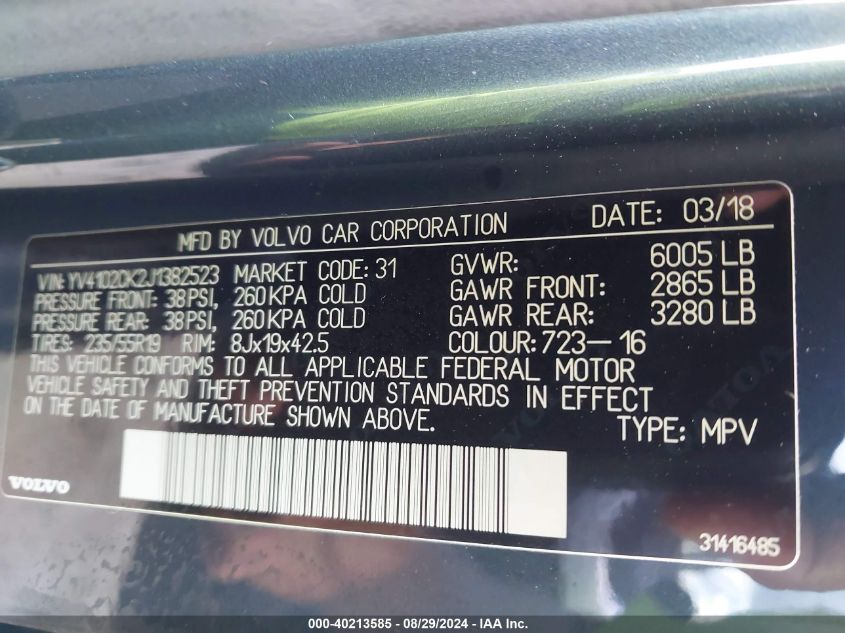 MFD BY VOLVO CAR CORPORATION DATE: 03/18
VIN: YV4102CK2J1382523 MARKET CODE: 31 GVWR: 6005 LB
PRESSURE FRONT: 38PSI, 260KPA COLD GAWR FRONT: 2865 LB
PRESSURE REAR: 38PSI, 260KPA COLD GAWR REAR: 3280 LB
TIRES: 235/55R19 RIM: 8Jx19x42.5 COLOUR: 723-16
THIS VEHICLE CONFORMS TO ALL APPLICABLE FEDERAL MOTOR
VEHICLE SAFETY AND THEFT PREVENTION STANDARDS IN EFFECT
ON THE DATE OF MANUFACTURE SHOWN ABOVE.
TYPE: MPV
VOLVO
31416485
000-40213585 - 08/29/2024 - IAA Inc.